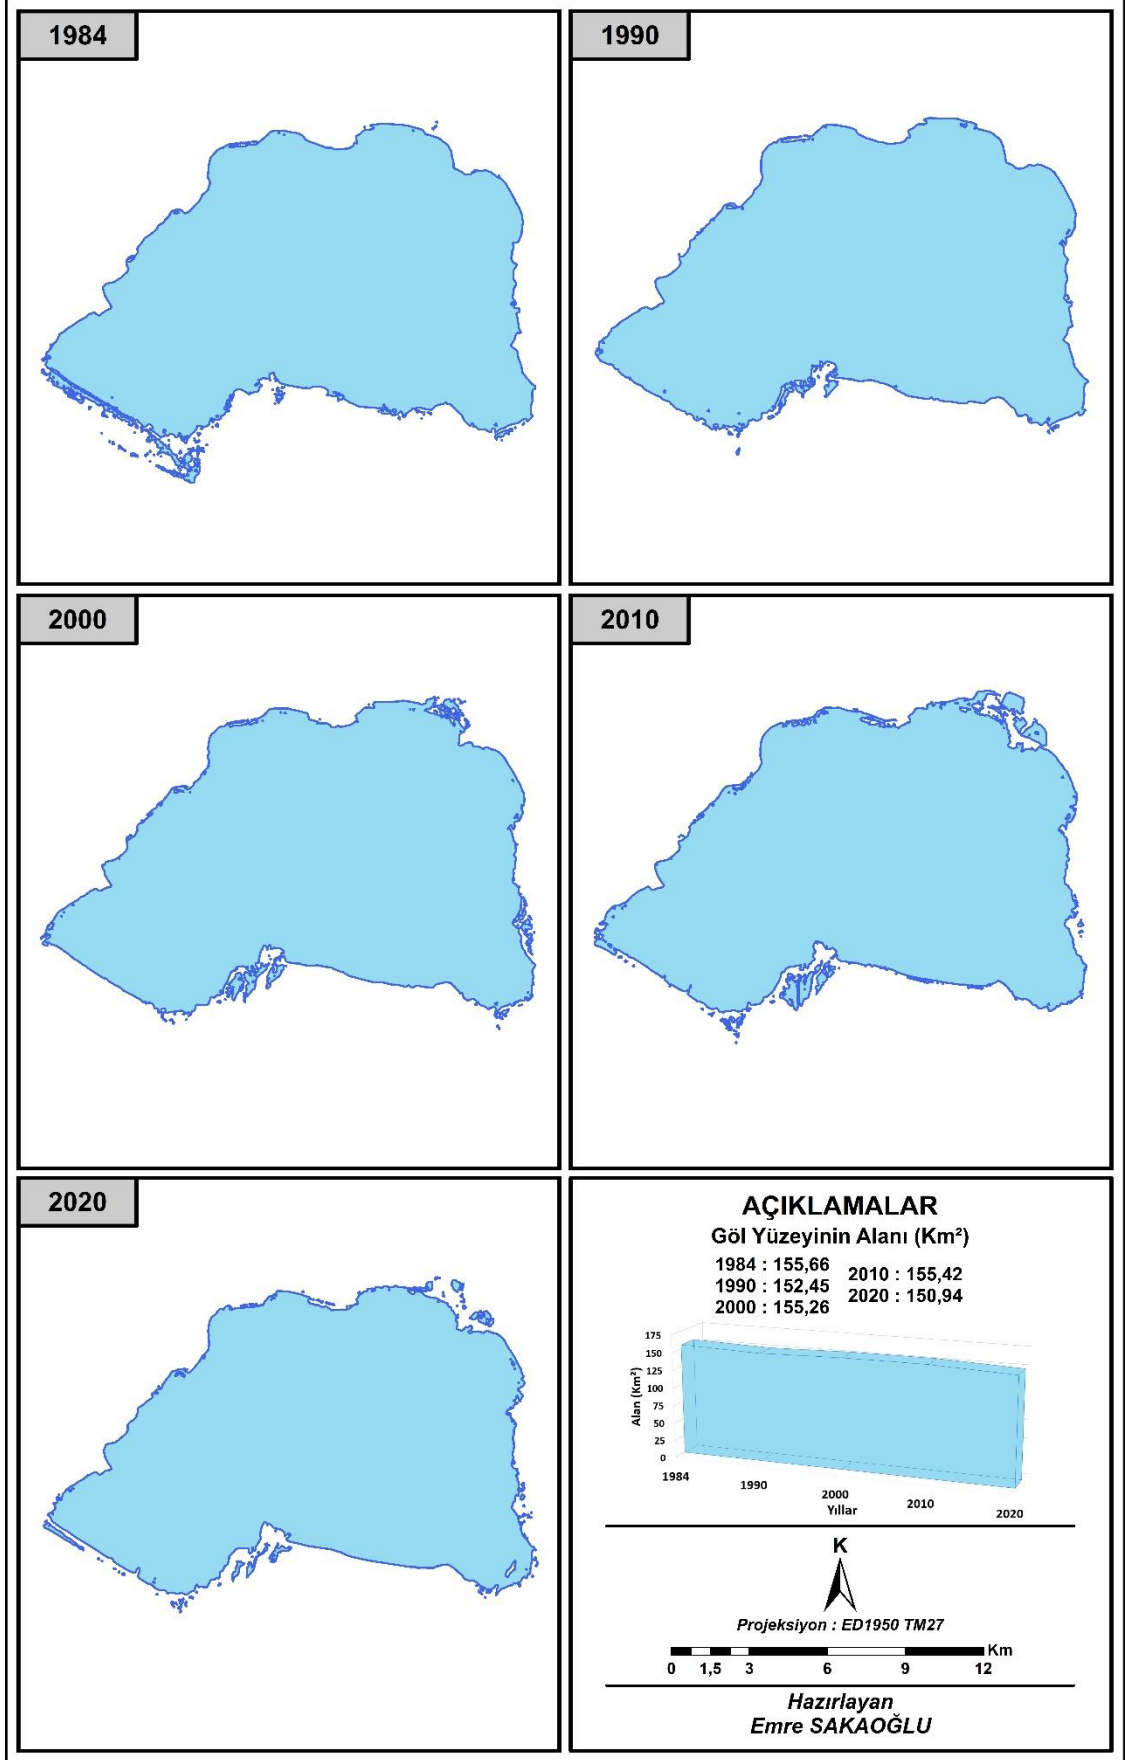 1984
1990
2000
2010
2020
AÇIKLAMALAR
Göl Yüzeyinin Alanı (Km²)
1984 : 155,66
1990 : 152,45
2000 : 155,26
2010 : 155,42
2020 : 150,94
175
150
125
100
75
50
25
0
Alan (Km²)
1984
1990
2000
2010
2020
Yıllar
K
Projeksiyon : ED1950 TM27
Km
0 1,5 3 6 9 12
Hazırlayan
Emre SAKAOĞLU